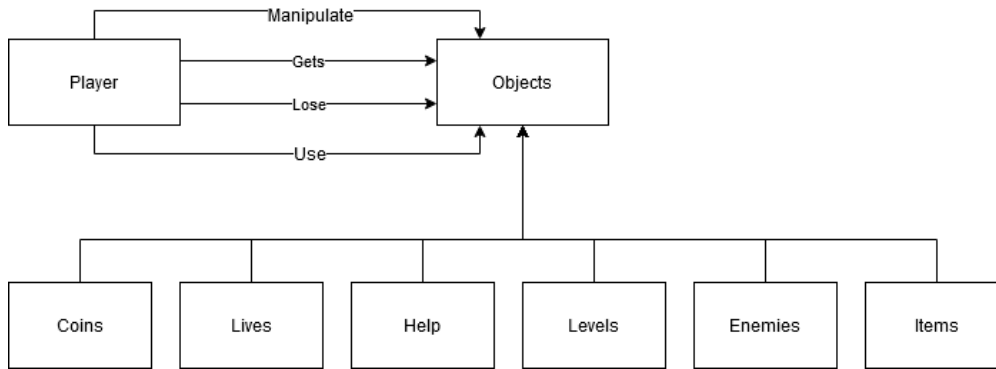 Manipulate
Player
Gets
Objects
Lose
Use
Coins
Lives
Help
Levels
Enemies
Items